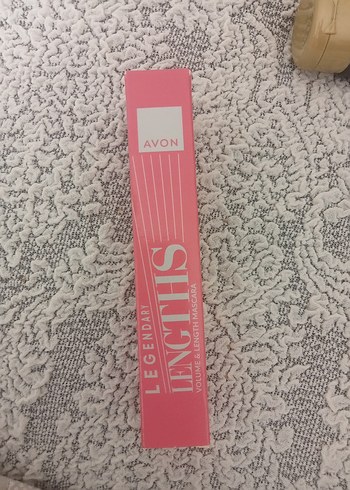 AVON
LEGENDARY
LENGTHS
VOLUME & LENGTH MASCARA